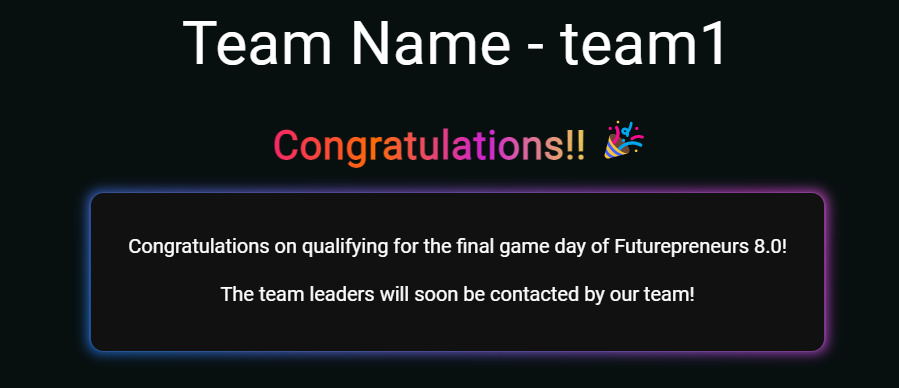 Team Name - team1
Congratulations!! 🎉
Congratulations on qualifying for the final game day of Futurepreneurs 8.0!
The team leaders will soon be contacted by our team!